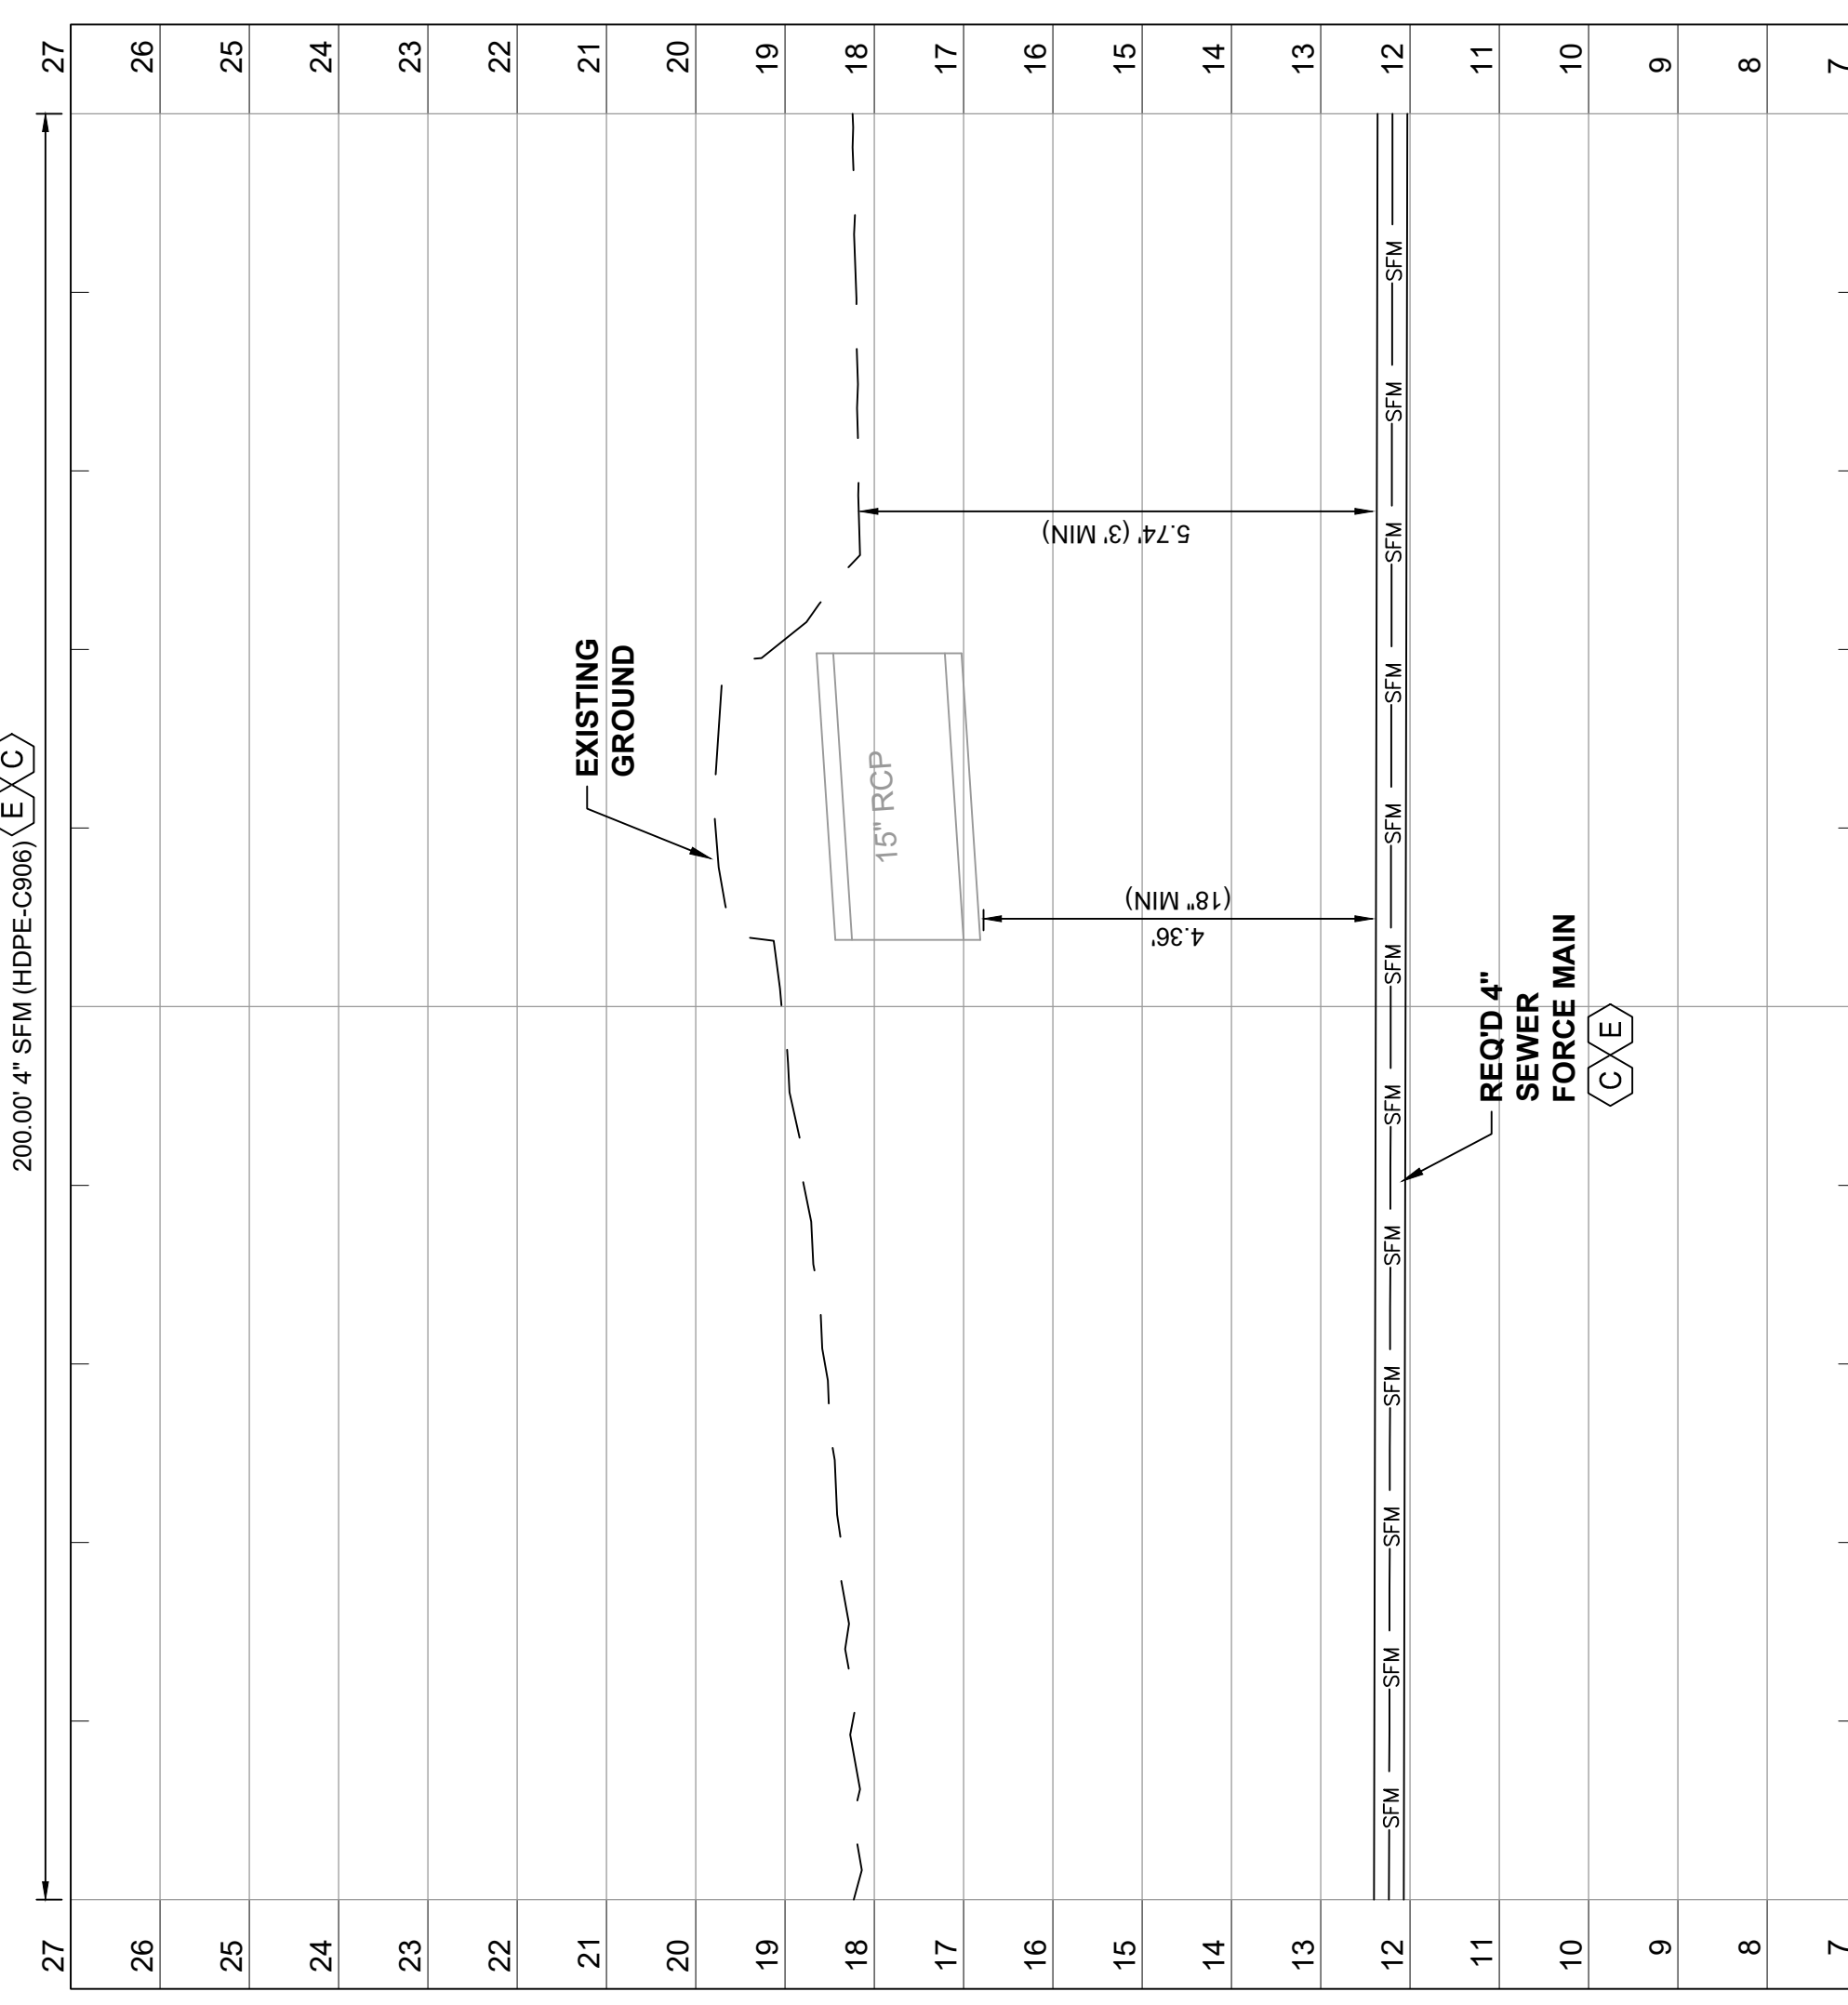 200.00' 4" SFM (HDPE-C906) E C
27 27
26 26
25 25
24 24
23 23
22 22
21 21
EXISTING
GROUND
20 20
19 19
18 18
15" RCP
17 17
16 16
5.74' (3' MIN)
4.36'
(18" MIN)
15 15
14 14
13 13
SFM SFM SFM SFM SFM SFM SFM SFM SFM SFM SFM SFM
12 12
REQ'D 4"
SEWER
FORCE MAIN
C E
11 11
10 10
9 9
8 8
7 7